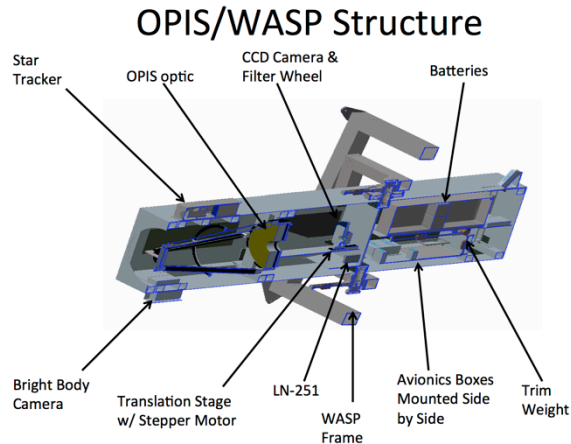 OPIS/WASP Structure
Star
Tracker
OPIS optic
CCD Camera &
Filter Wheel
Batteries
Bright Body
Camera
Translation Stage
w/ Stepper Motor
LN-251
WASP
Frame
Avionics Boxes
Mounted Side
by Side
Trim
Weight